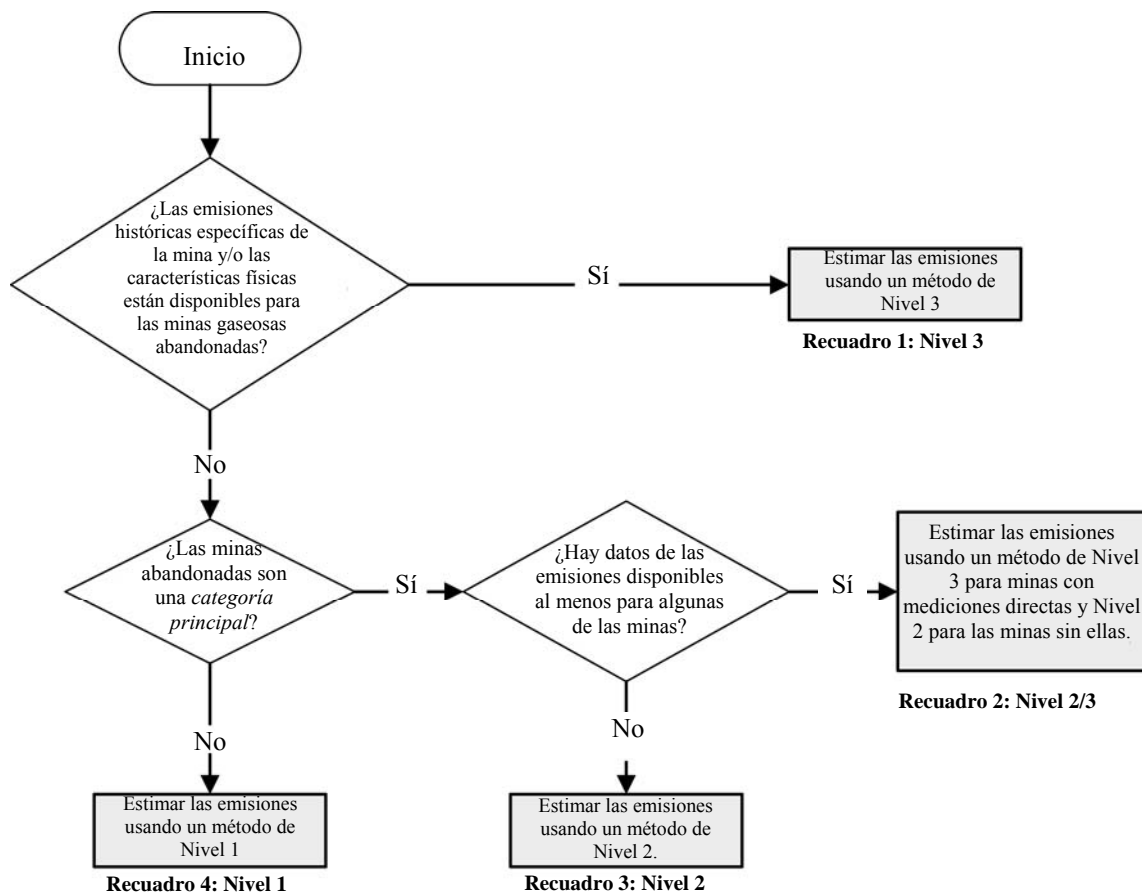 Inicio
¿Las emisiones
históricas específicas de
la mina y/o las
características físicas
están disponibles para
las minas gaseosas
abandonadas?
Sí
Estimar las emisiones
usando un método de
Nivel 3
Recuadro 1: Nivel 3
No
¿Las minas
abandonadas son
una categoría
principal?
Sí
¿Hay datos de las
emisiones disponibles
al menos para algunas
de las minas?
Sí
Estimar las emisiones
usando un método de Nivel
3 para minas con
mediciones directas y Nivel
2 para las minas sin ellas.
Recuadro 2: Nivel 2/3
No
Estimar las emisiones
usando un método de
Nivel 1
Recuadro 4: Nivel 1
No
Estimar las emisiones
usando un método de
Nivel 2.
Recuadro 3: Nivel 2